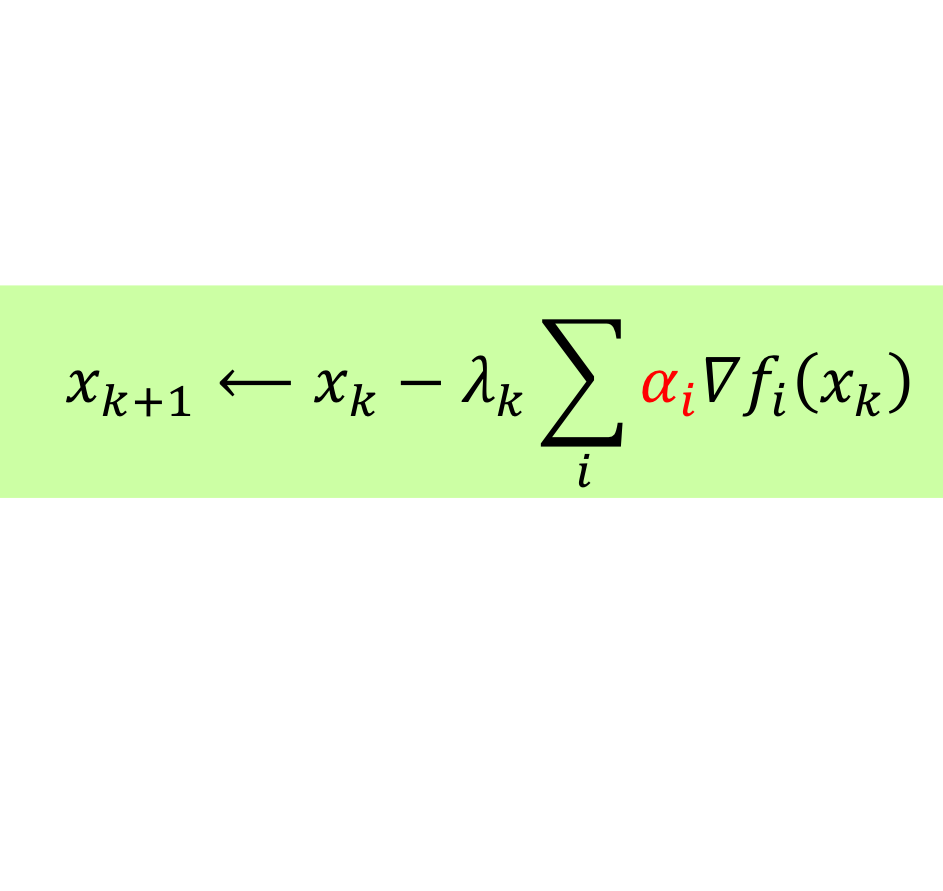 x_{k+1} ⟵ x_k − λ_k ∑_i α_i ∇f_i(x_k)